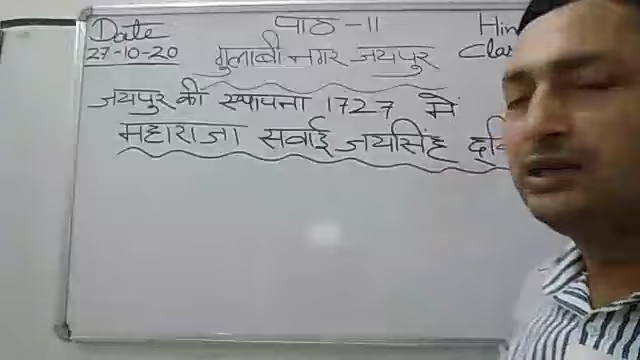 Date पाठ-11 Hin
27-10-20 गुलाबी नगर जयपुर Clas
जयपुर की स्थापना 1727 में
महाराजा सवाई जयसिंह